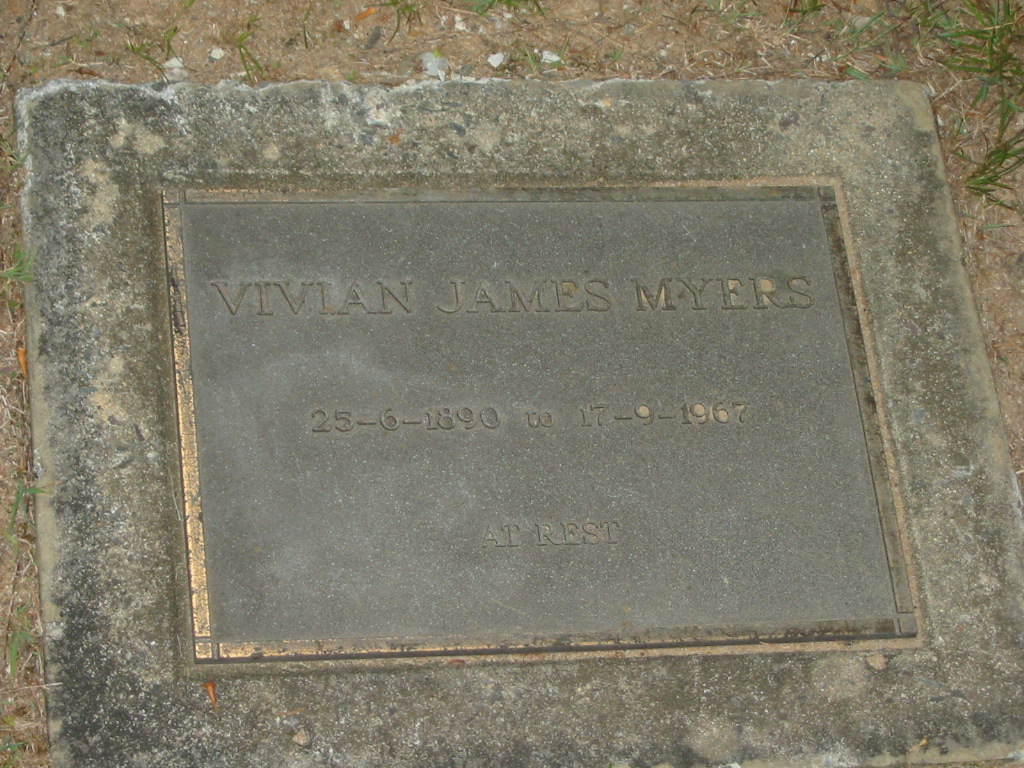 VIVIAN JAMES MYERS
25-6-1890 to 17-9-1967
AT REST